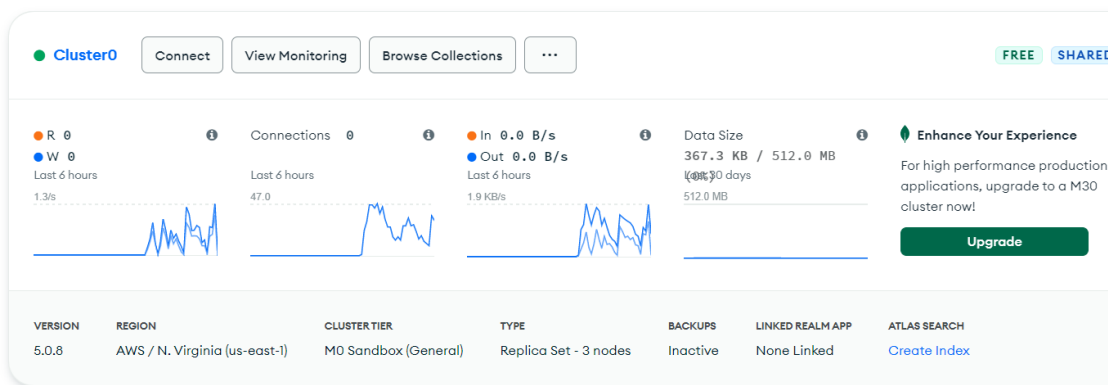 Cluster0 Connect View Monitoring Browse Collections ... FREE SHARED
R 0
W 0
Last 6 hours
1.3/s
Connections 0
Last 6 hours
47.0
In 0.0 B/s
Out 0.0 B/s
Last 6 hours
1.9 KB/s
Data Size
367.3 KB / 512.0 MB
(0%)
Last 30 days
512.0 MB
Enhance Your Experience
For high performance production
applications, upgrade to a M30
cluster now!
Upgrade
VERSION REGION CLUSTER TIER TYPE BACKUPS LINKED REALM APP ATLAS SEARCH
5.0.8 AWS / N. Virginia (us-east-1) M0 Sandbox (General) Replica Set - 3 nodes Inactive None Linked Create Index